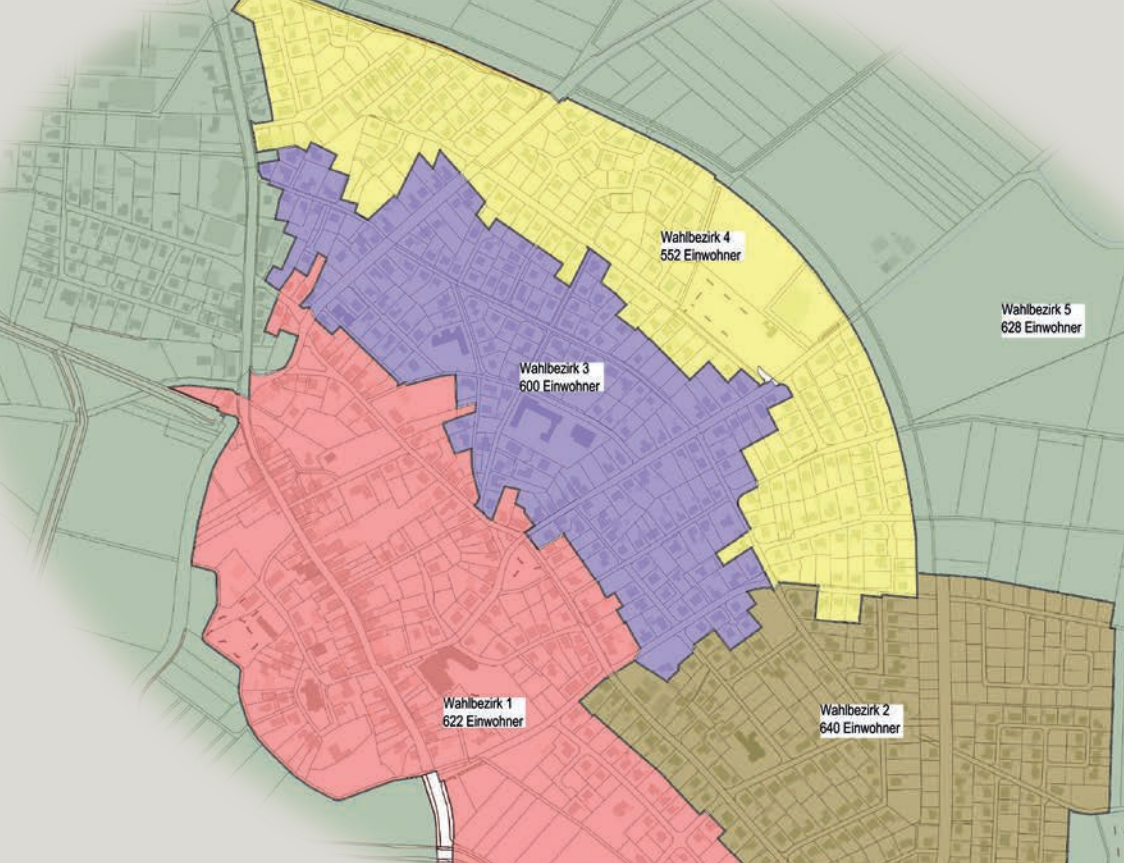 Wahlbezirk 4
552 Einwohner
Wahlbezirk 5
628 Einwohner
Wahlbezirk 3
600 Einwohner
Wahlbezirk 1
622 Einwohner
Wahlbezirk 2
640 Einwohner